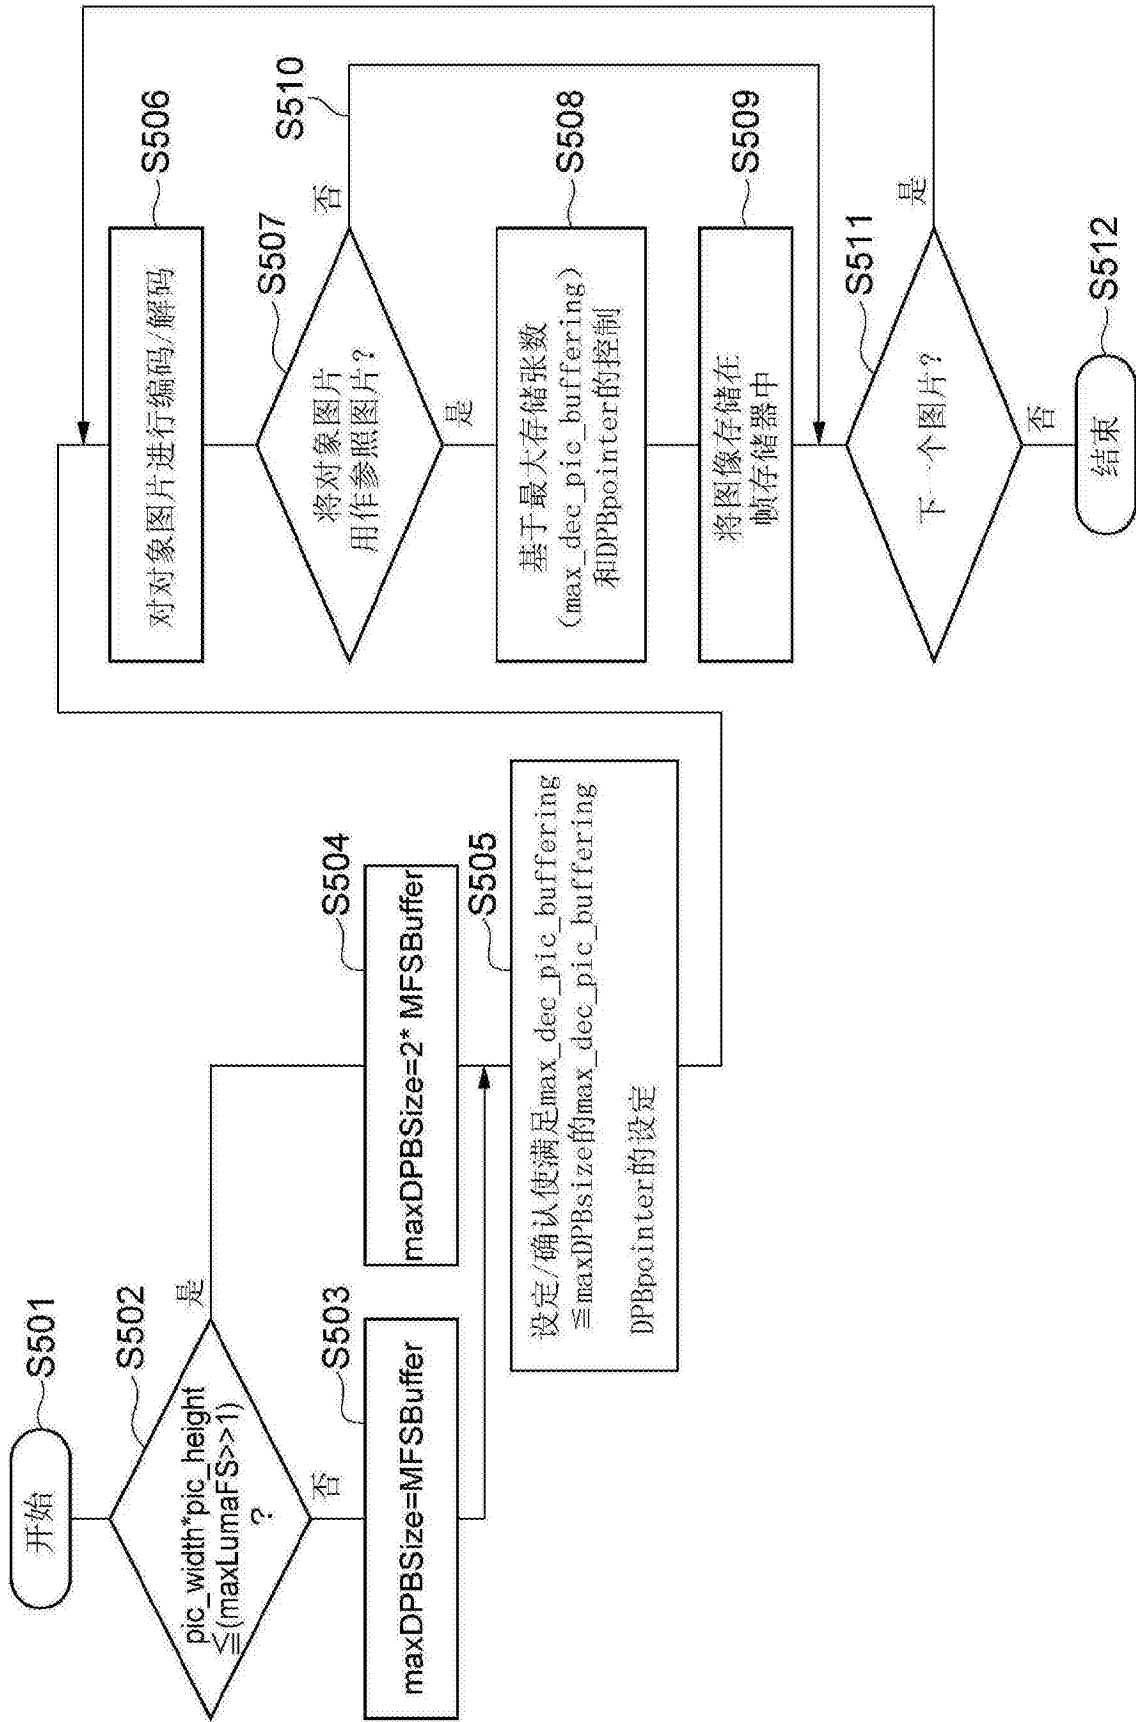 开始
S501
pic_width*pic_height
≦(maxLumaFS>>1)
?
S502
是
否
maxDPBSize=MFSBuffer
S503
maxDPBSize=2* MFSBuffer
S504
设定/确认使满足max_dec_pic_buffering
≦maxDPBsize的max_dec_pic_buffering
DPBpointer的设定
S505
对对象图片进行编码/解码
S506
将对象图片
用作参照图片?
S507
否
S510
是
基于最大存储张数
(max_dec_pic_buffering)
和DPBpointer的控制
S508
将图像存储在
帧存储器中
S509
下一个图片?
S511
是
否
结束
S512